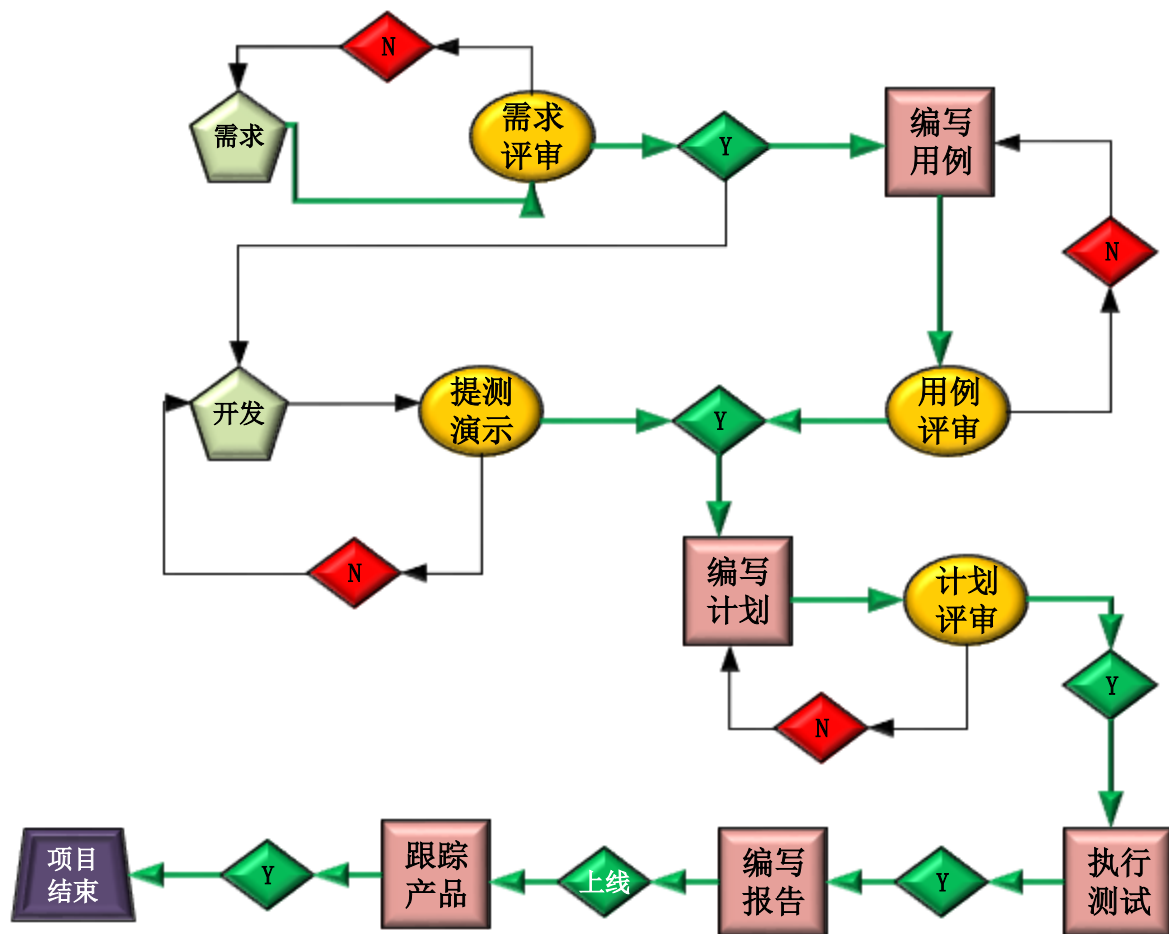 N
需求
需求
评审
Y
编写
用例
N
开发
提测
演示
Y
用例
评审
N
编写
计划
计划
评审
Y
N
项目
结束
Y
跟踪
产品
上线
编写
报告
Y
执行
测试